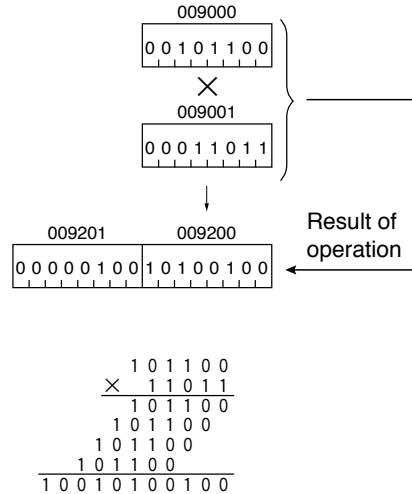 009000
0 0 1 0 1 1 0 0
×
009001
0 0 0 1 1 0 1 1
Result of
operation
009201 009200
0 0 0 0 0 1 0 0 1 0 1 0 0 1 0 0
1 0 1 1 0 0
× 1 1 0 1 1
1 0 1 1 0 0
1 0 1 1 0 0
1 0 1 1 0 0
1 0 1 1 0 0
1 0 0 1 0 1 0 0 1 0 0